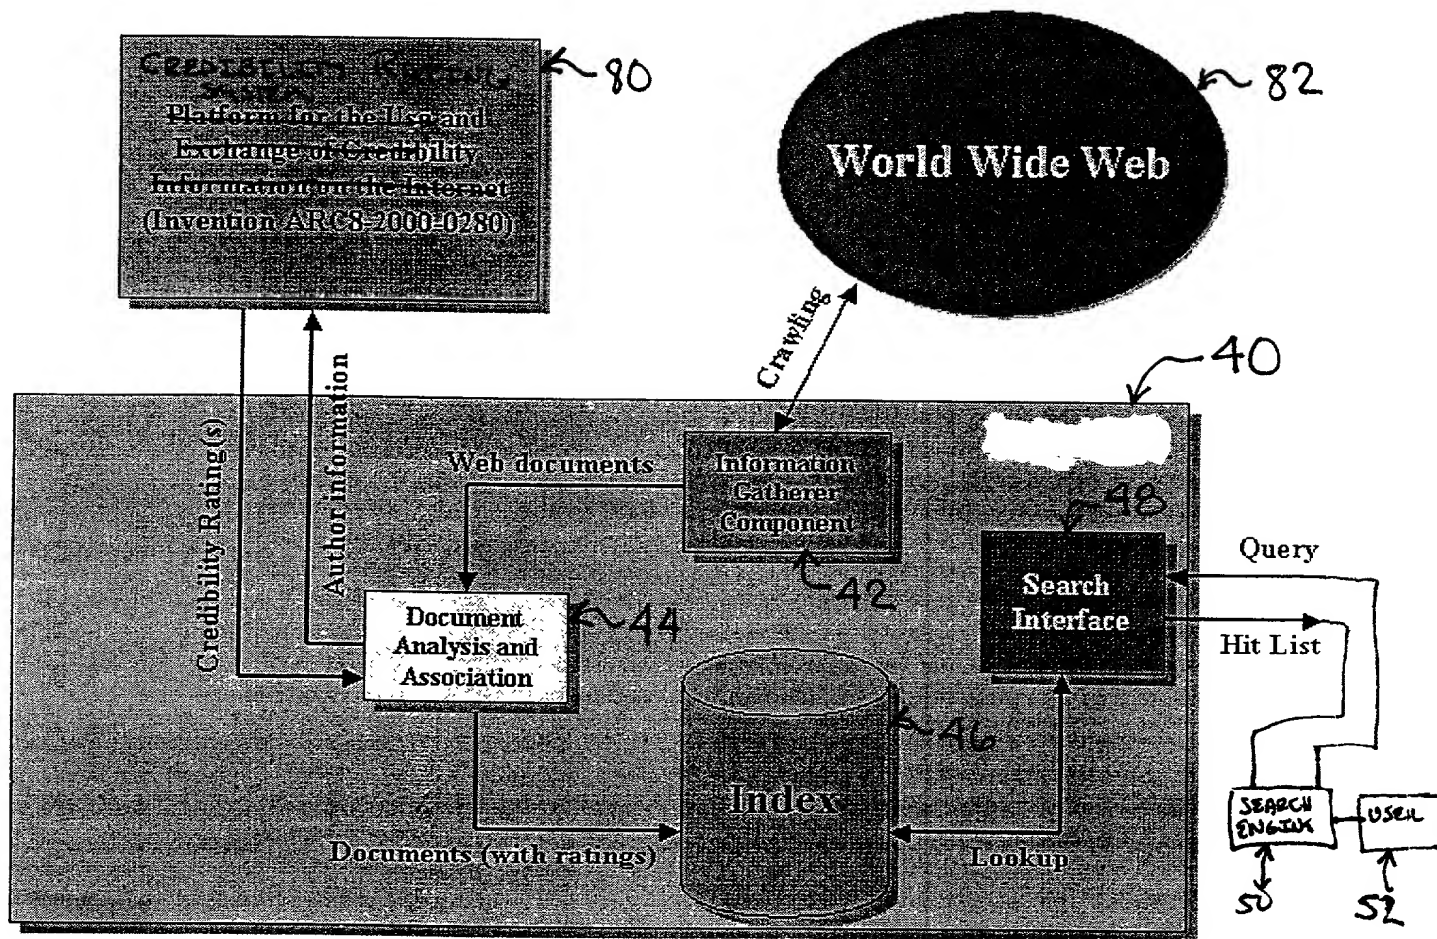 CREDIBILITY RATING
SYSTEM
Platform for the Use and
Exchange of Credibility
Information on the Internet
(Invention ARC8-2000-0280)
80
World Wide Web
82
Crawling
40
Credibility Rating(s)
Author information
Web documents
Information
Gatherer
Component
42
48
Search
Interface
Query
Hit List
Document
Analysis and
Association
44
46
Index
Documents (with ratings)
Lookup
SEARCH
ENGINE
USER
50
52